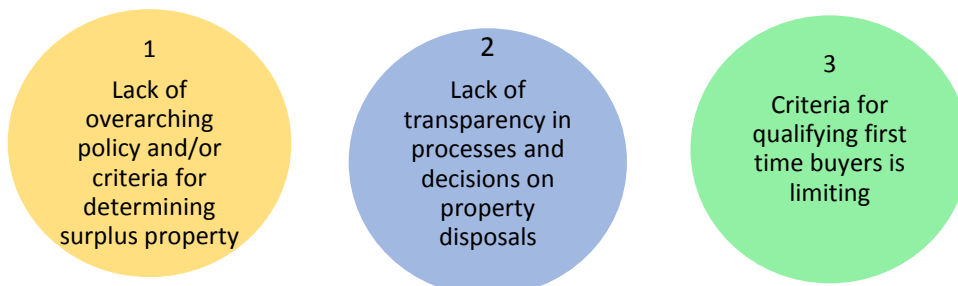 1
Lack of
overarching
policy and/or
criteria for
determining
surplus property
2
Lack of
transparency in
processes and
decisions on
property
disposals
3
Criteria for
qualifying first
time buyers is
limiting